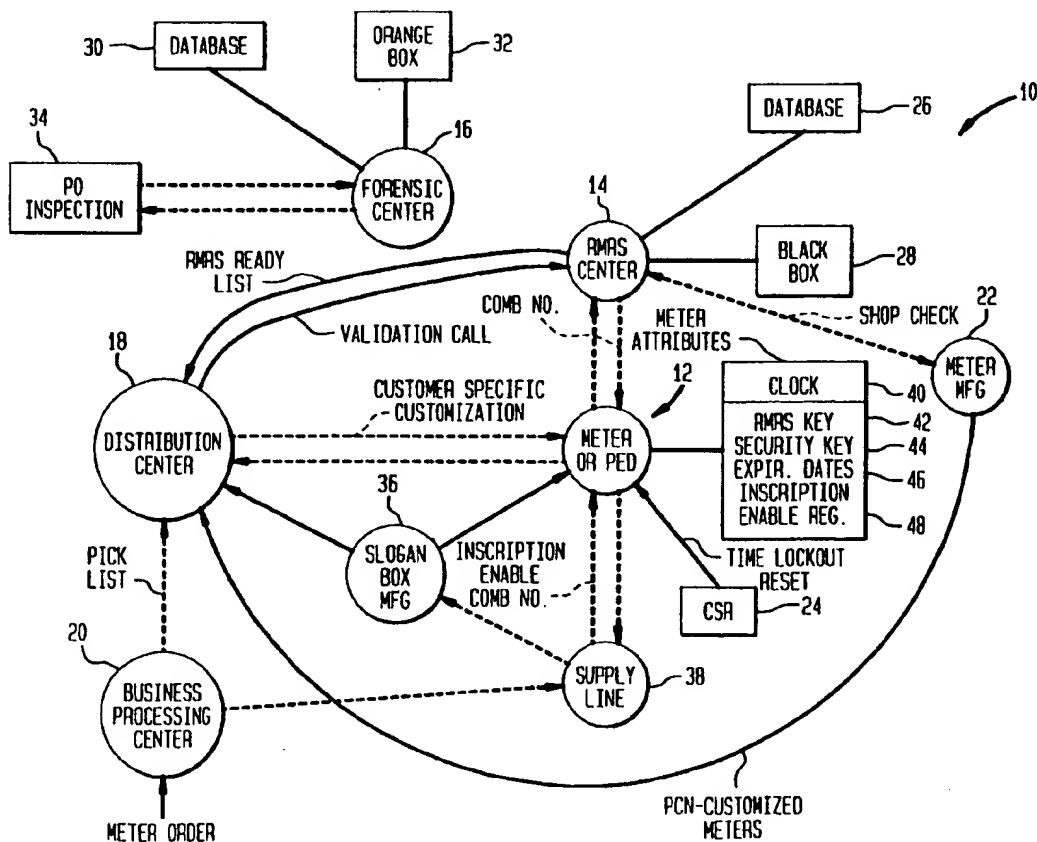 30
DATABASE
ORANGE
BOX
32
DATABASE
26
10
34
16
PO
INSPECTION
FORENSIC
CENTER
14
RMRS
CENTER
BLACK
BOX
28
RMRS READY
LIST
COMB NO.
SHOP CHECK
22
VALIDATION CALL
METER
ATTRIBUTES
METER
MFG
18
12
CLOCK
40
CUSTOMER SPECIFIC
CUSTOMIZATION
DISTRIBUTION
CENTER
METER
OR PED
RMRS KEY
42
SECURITY KEY
44
EXPIR. DATES
46
INSCRIPTION
ENABLE REG.
48
36
SLOGAN
BOX
MFG
INSCRIPTION
ENABLE
COMB NO.
TIME LOCKOUT
RESET
PICK
LIST
CSR
24
20
BUSINESS
PROCESSING
CENTER
SUPPLY
LINE
38
PCN-CUSTOMIZED
METERS
METER ORDER